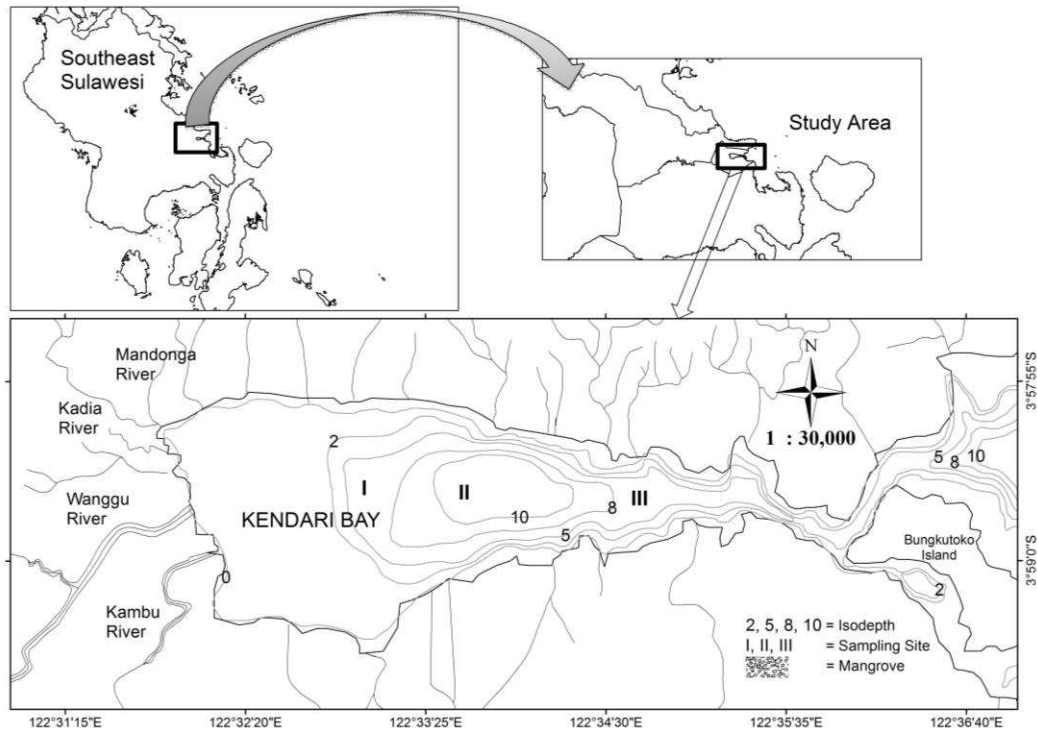 Southeast
Sulawesi
Study Area
Mandonga
River
Kadia
River
Wanggu
River
Kambu
River
KENDARI BAY
0
2
I
II
III
10
5
8
N
1 : 30,000
5
8
10
Bungkutoko
Island
2
2, 5, 8, 10 = Isodepth
I, II, III = Sampling Site
= Mangrove
3°57'55"S
3°59'0"S
122°31'15"E 122°32'20"E 122°33'25"E 122°34'30"E 122°35'35"E 122°36'40"E